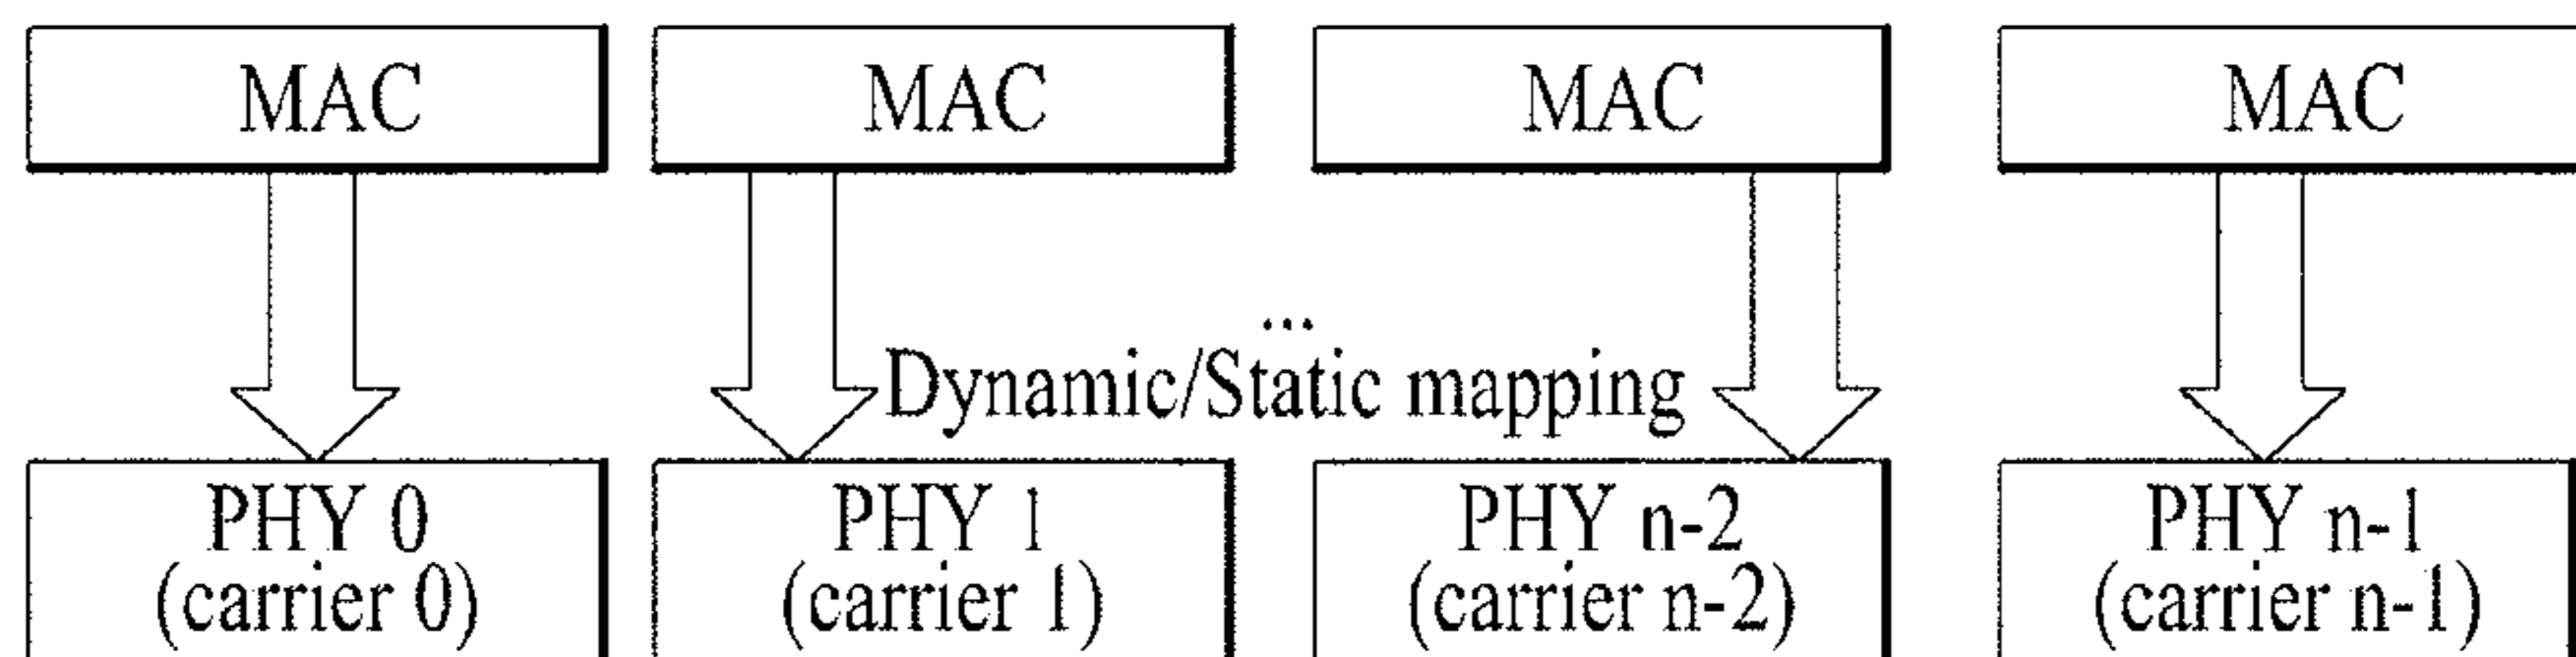 MAC MAC MAC MAC
...
Dynamic/Static mapping
PHY 0 PHY 1 PHY n-2 PHY n-1
(carrier 0) (carrier 1) (carrier n-2) (carrier n-1)